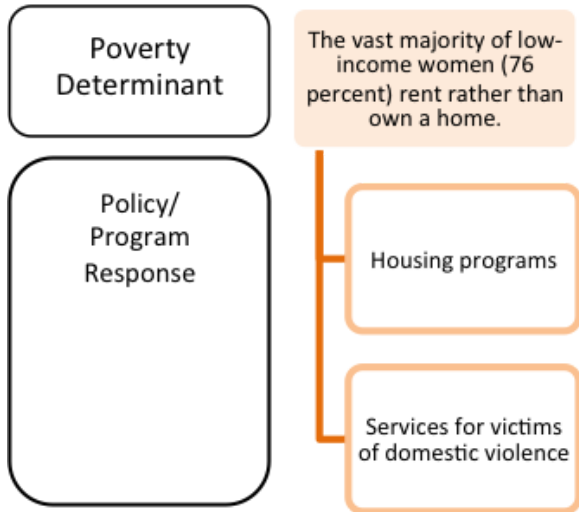 Poverty
Determinant
The vast majority of low-
income women (76
percent) rent rather than
own a home.
Policy/
Program
Response
Housing programs
Services for victims
of domestic violence